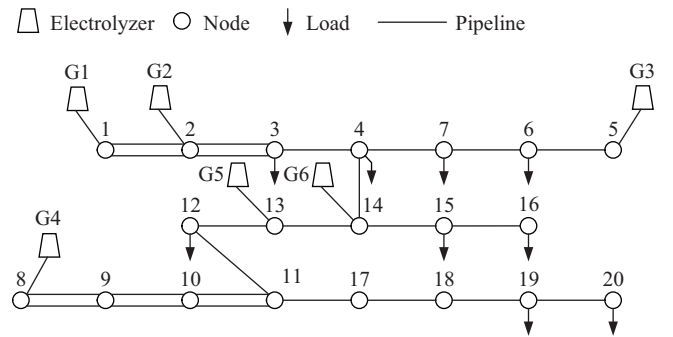 Electrolyzer Node Load Pipeline
G1 G2 G3
1 2 3 4 7 6 5
G5 G6
12 13 14 15 16
G4
8 9 10 11 17 18 19 20